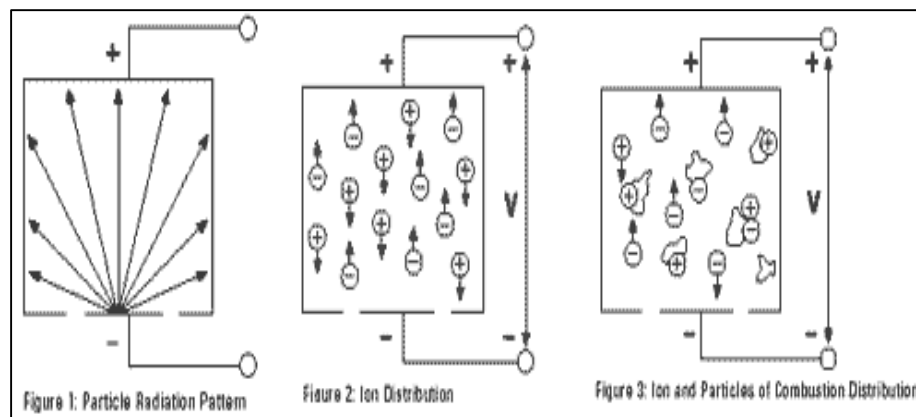 Figure 1: Particle Radiation Pattern
Figure 2: Ion Distribution
Figure 3: Ion and Particles of Combustion Distribution
+
−
+
+
V
−
−
+
+
V
−
−